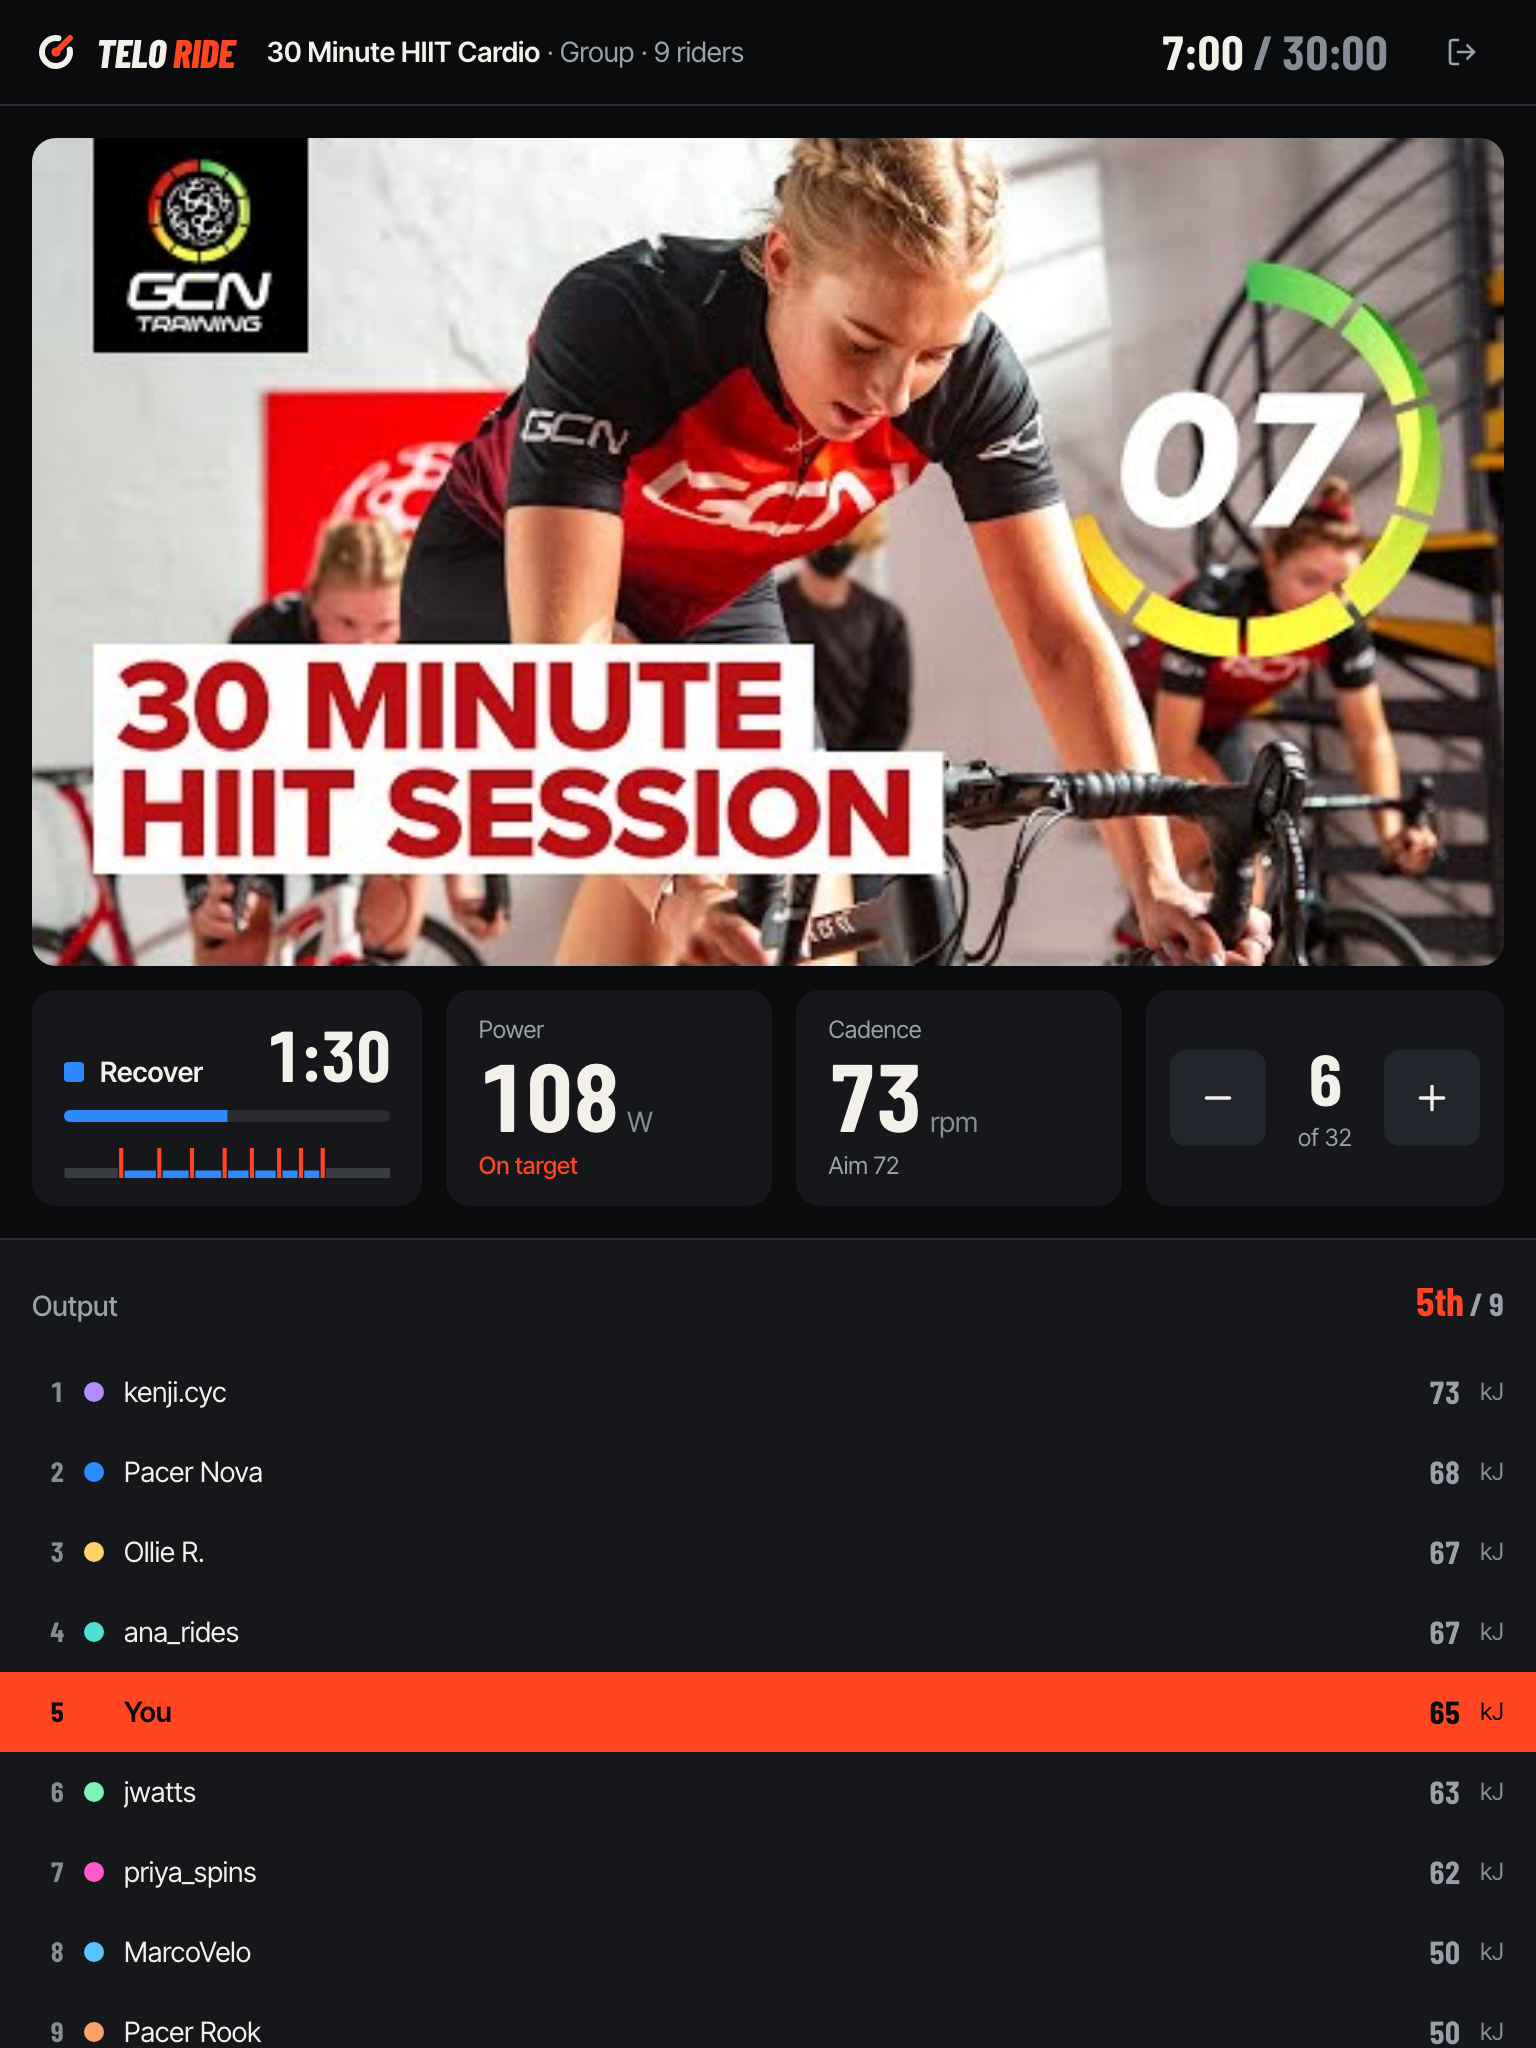 TELO RIDE 30 Minute HIIT Cardio · Group · 9 riders 7:00 / 30:00
GCN
TRAINING
GCN
GCN
07
30 MINUTE
HIIT SESSION
Recover 1:30
Power
108 W
On target
Cadence
73 rpm
Aim 72
− 6 +
of 32
Output 5th / 9
1 kenji.cyc 73 kJ
2 Pacer Nova 68 kJ
3 Ollie R. 67 kJ
4 ana_rides 67 kJ
5 You 65 kJ
6 jwatts 63 kJ
7 priya_spins 62 kJ
8 MarcoVelo 50 kJ
9 Pacer Rook 50 kJ